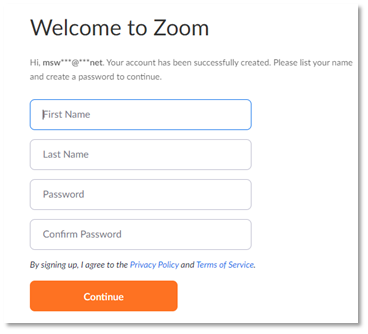 Welcome to Zoom
Hi, msw***@***net. Your account has been successfully created. Please list your name
and create a password to continue.
First Name
Last Name
Password
Confirm Password
By signing up, I agree to the Privacy Policy and Terms of Service.
Continue